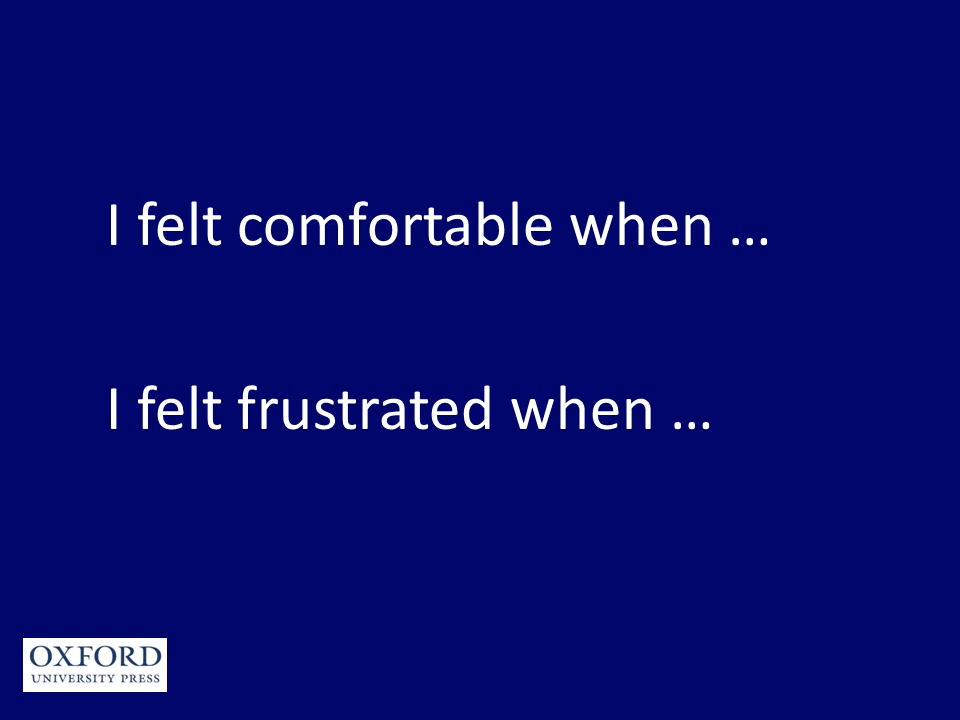 I felt comfortable when …
I felt frustrated when …
OXFORD
UNIVERSITY PRESS